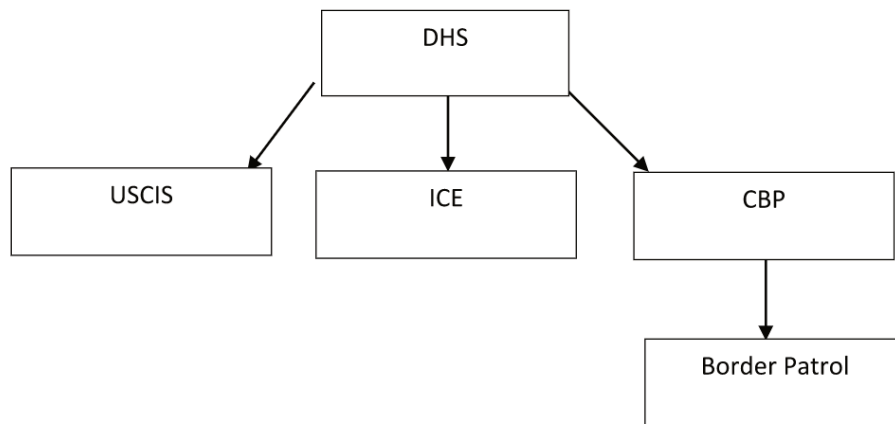 DHS
USCIS
ICE
CBP
Border Patrol